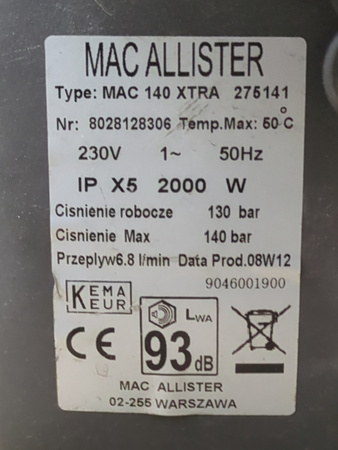 MAC ALLISTER
Type: MAC 140 XTRA 275141
Nr: 8028128306 Temp.Max: 50°C
230V 1~ 50Hz
IP X5 2000 W
Cisnienie robocze 130 bar
Cisnienie Max 140 bar
Przeplyw6.8 l/min Data Prod.08W12
9046001900
KEMA
KEUR
CE
LWA
93dB
MAC ALLISTER
02-255 WARSZAWA